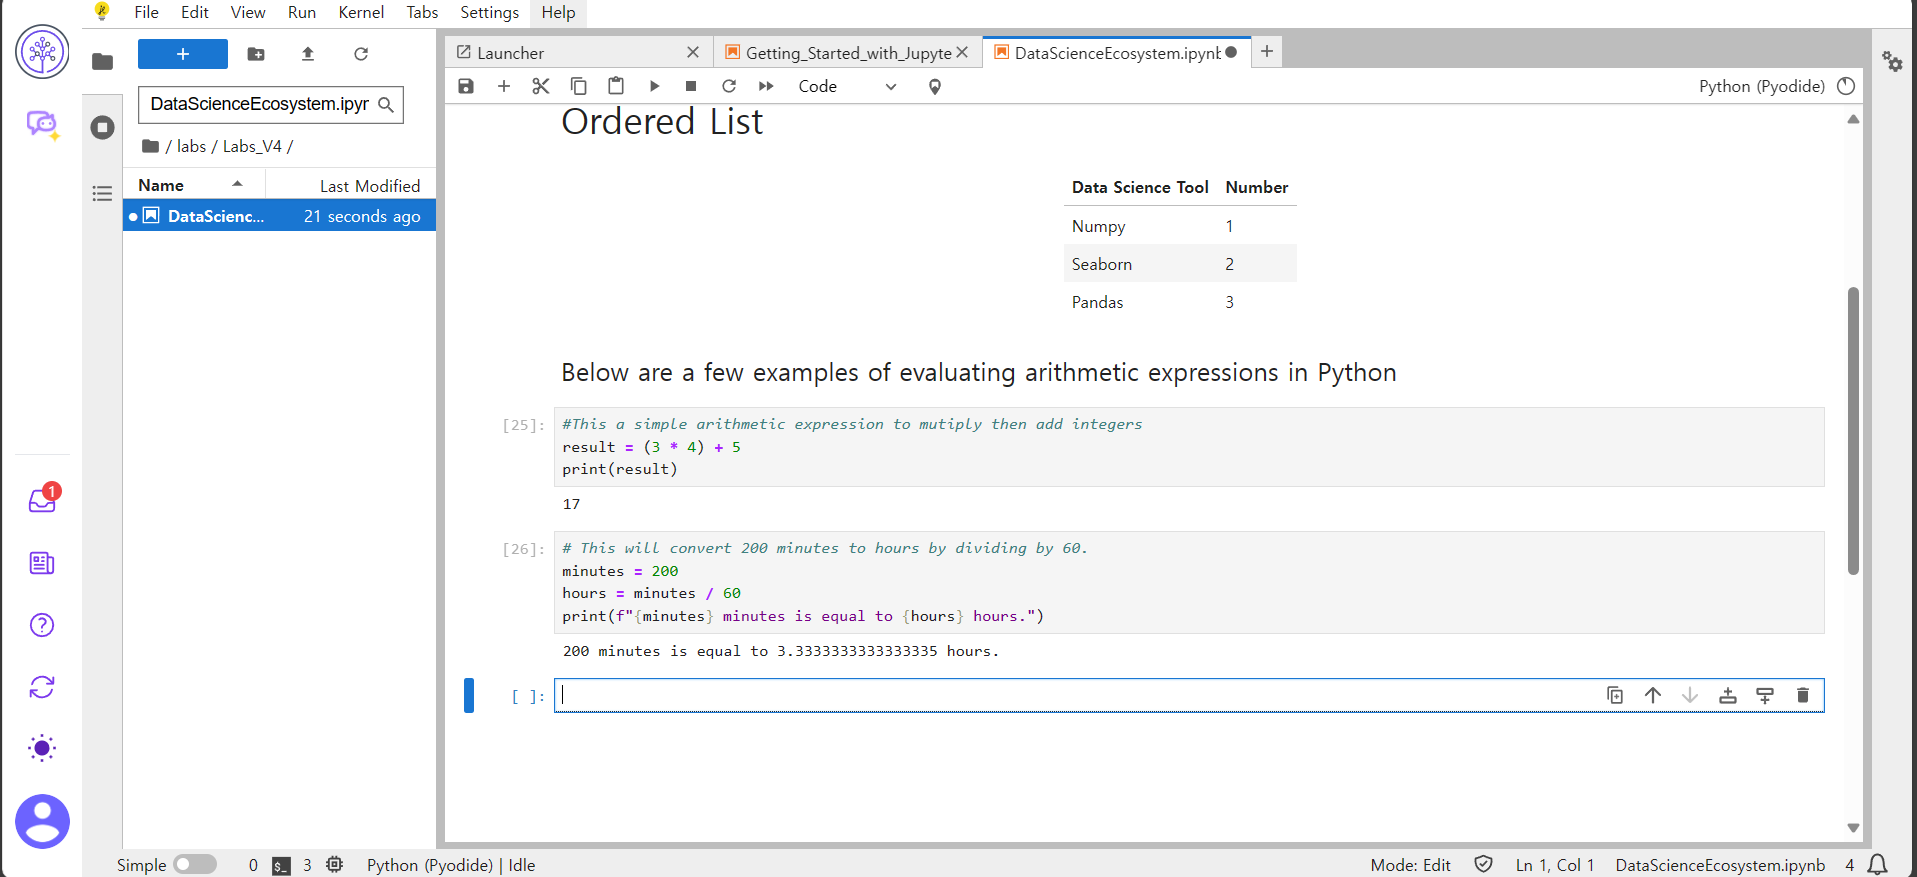 File Edit View Run Kernel Tabs Settings Help
Launcher
Getting_Started_with_Jupyte
DataScienceEcosystem.ipynb
Code
Python (Pyodide)
DataScienceEcosystem.ipyr
/ labs / Labs_V4 /
Name Last Modified
DataScienc... 21 seconds ago
1
Ordered List
Data Science Tool Number
Numpy 1
Seaborn 2
Pandas 3
Below are a few examples of evaluating arithmetic expressions in Python
[25]: #This a simple arithmetic expression to mutiply then add integers
result = (3 * 4) + 5
print(result)
17
[26]: # This will convert 200 minutes to hours by dividing by 60.
minutes = 200
hours = minutes / 60
print(f"{minutes} minutes is equal to {hours} hours.")
200 minutes is equal to 3.3333333333333335 hours.
[ ]:
Simple 0 $_ 3 Python (Pyodide) | Idle Mode: Edit Ln 1, Col 1 DataScienceEcosystem.ipynb 4